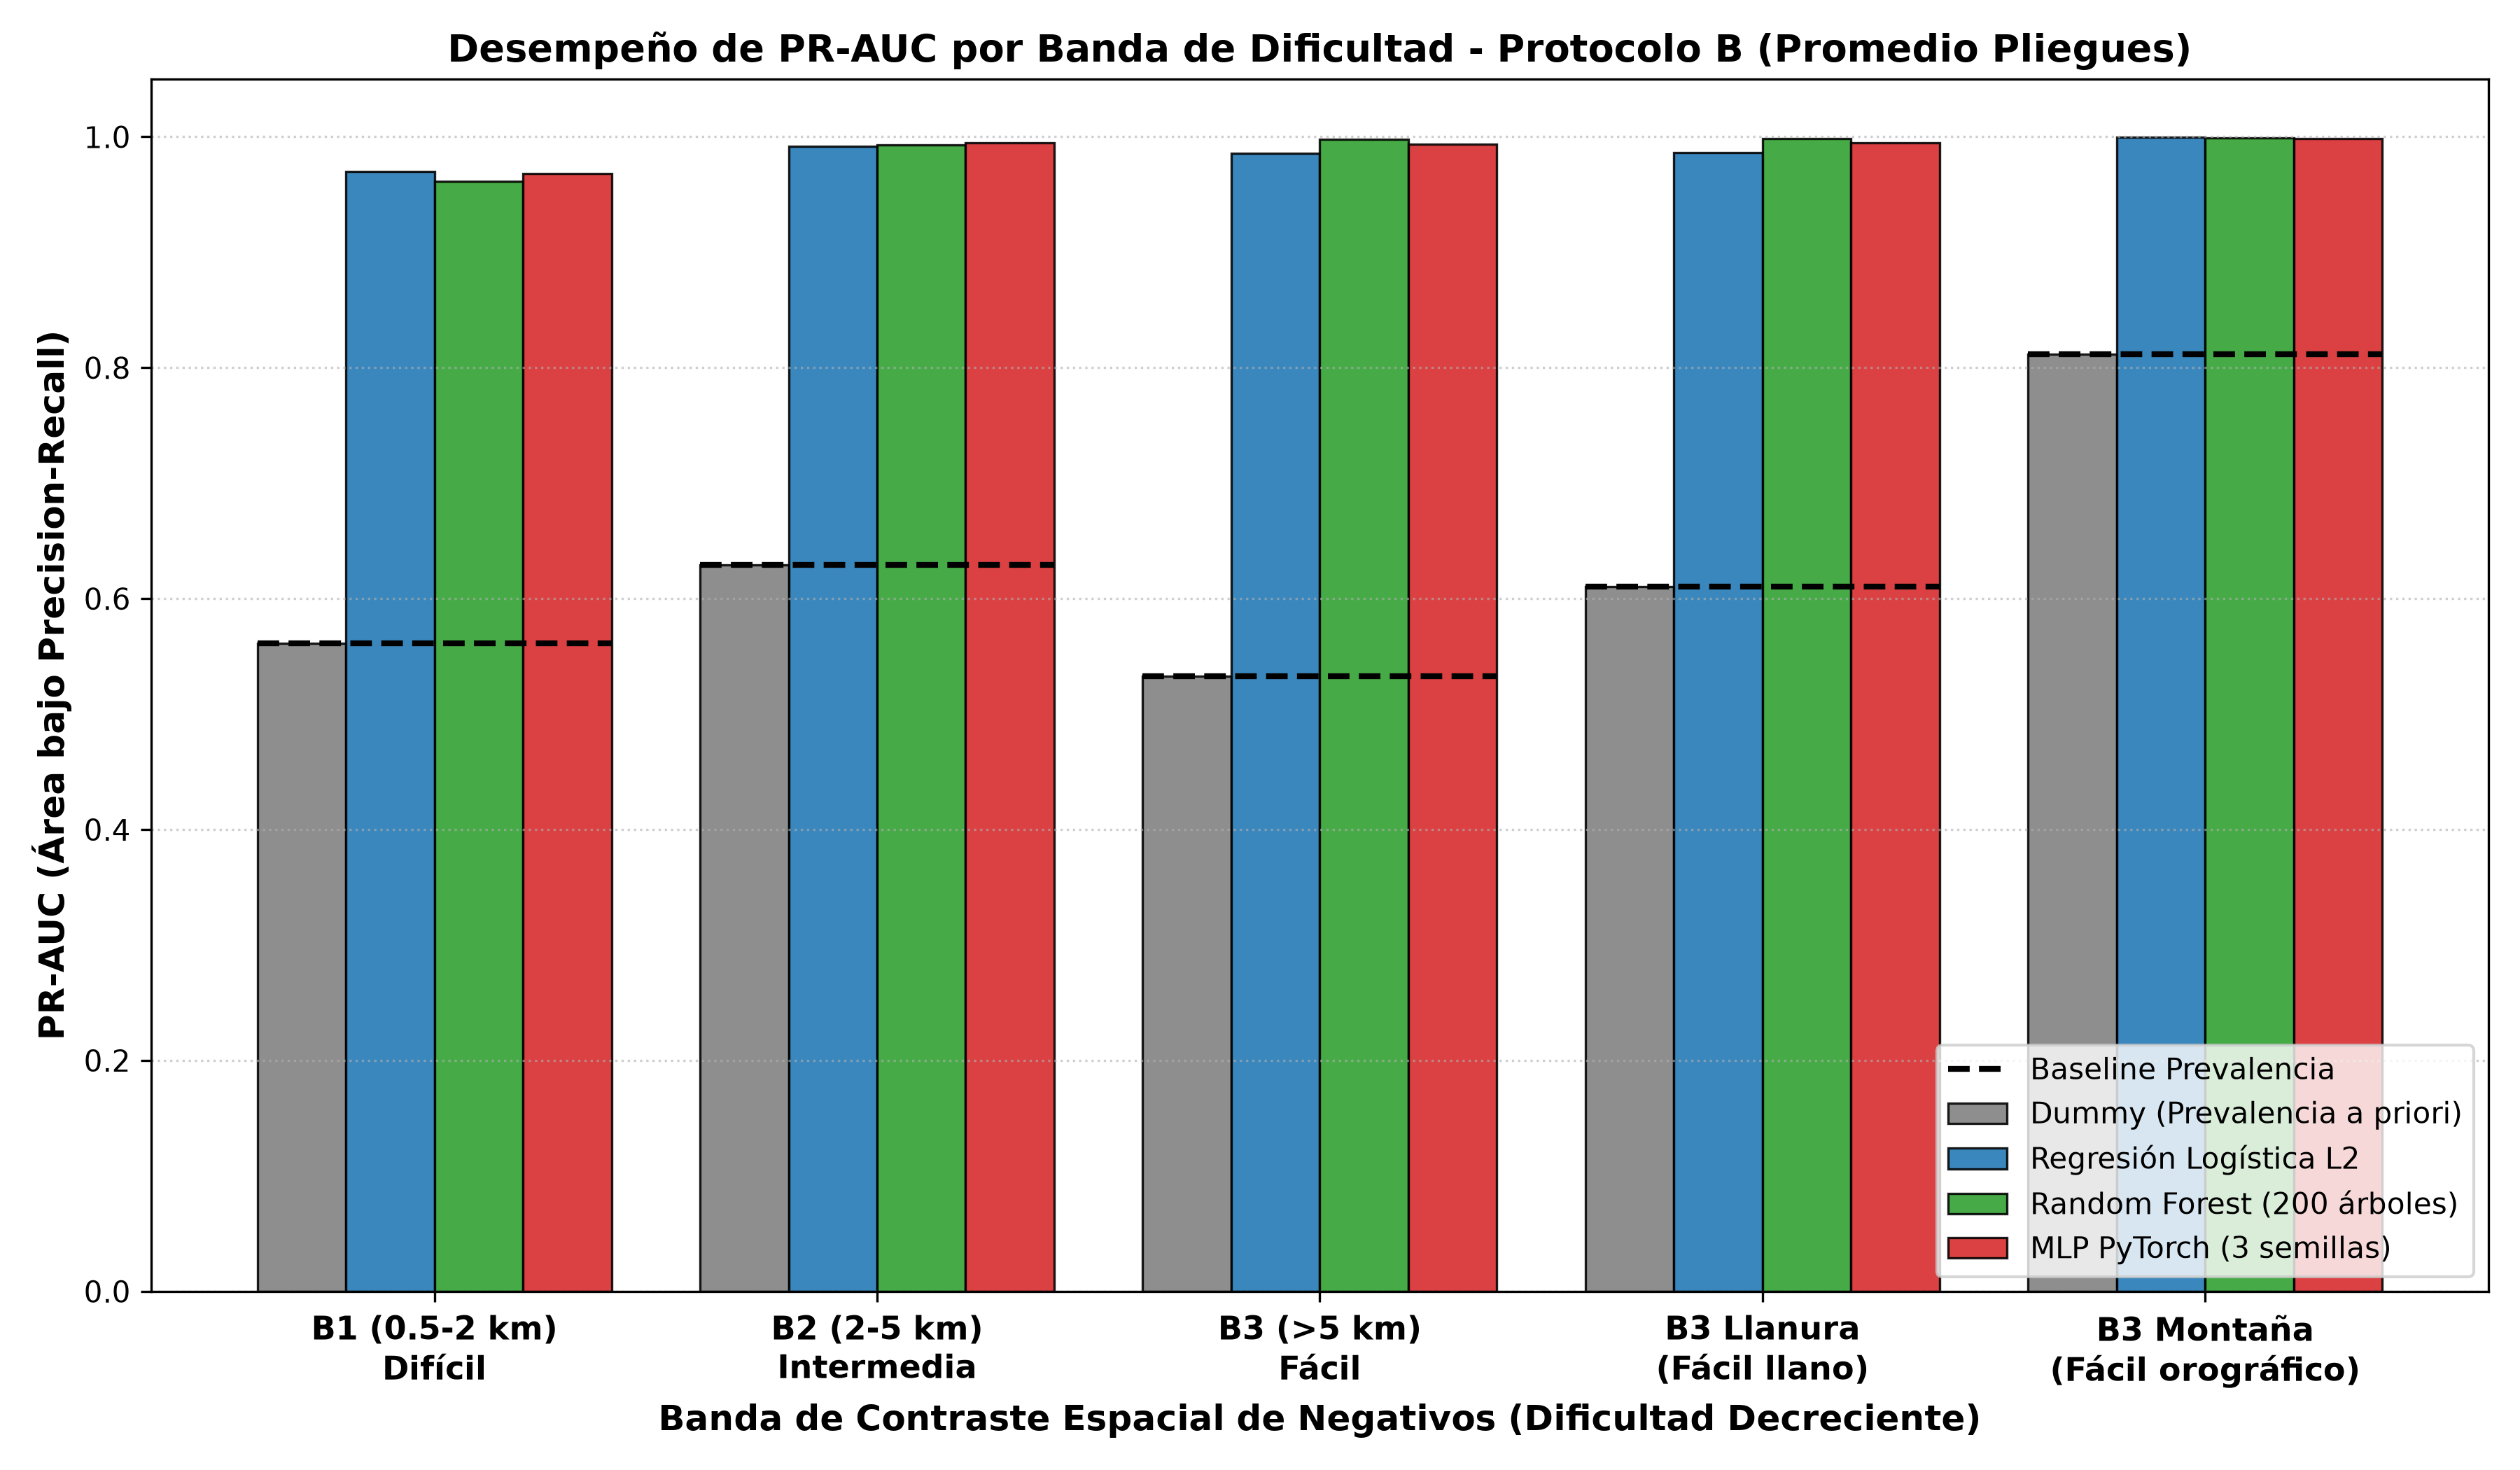 Desempeño de PR-AUC por Banda de Dificultad - Protocolo B (Promedio Pliegues)
PR-AUC (Área bajo Precision-Recall)
1.0
0.8
0.6
0.4
0.2
0.0
Baseline Prevalencia
Dummy (Prevalencia a priori)
Regresión Logística L2
Random Forest (200 árboles)
MLP PyTorch (3 semillas)
B1 (0.5-2 km)
Difícil
B2 (2-5 km)
Intermedia
B3 (>5 km)
Fácil
B3 Llanura
(Fácil llano)
B3 Montaña
(Fácil orográfico)
Banda de Contraste Espacial de Negativos (Dificultad Decreciente)